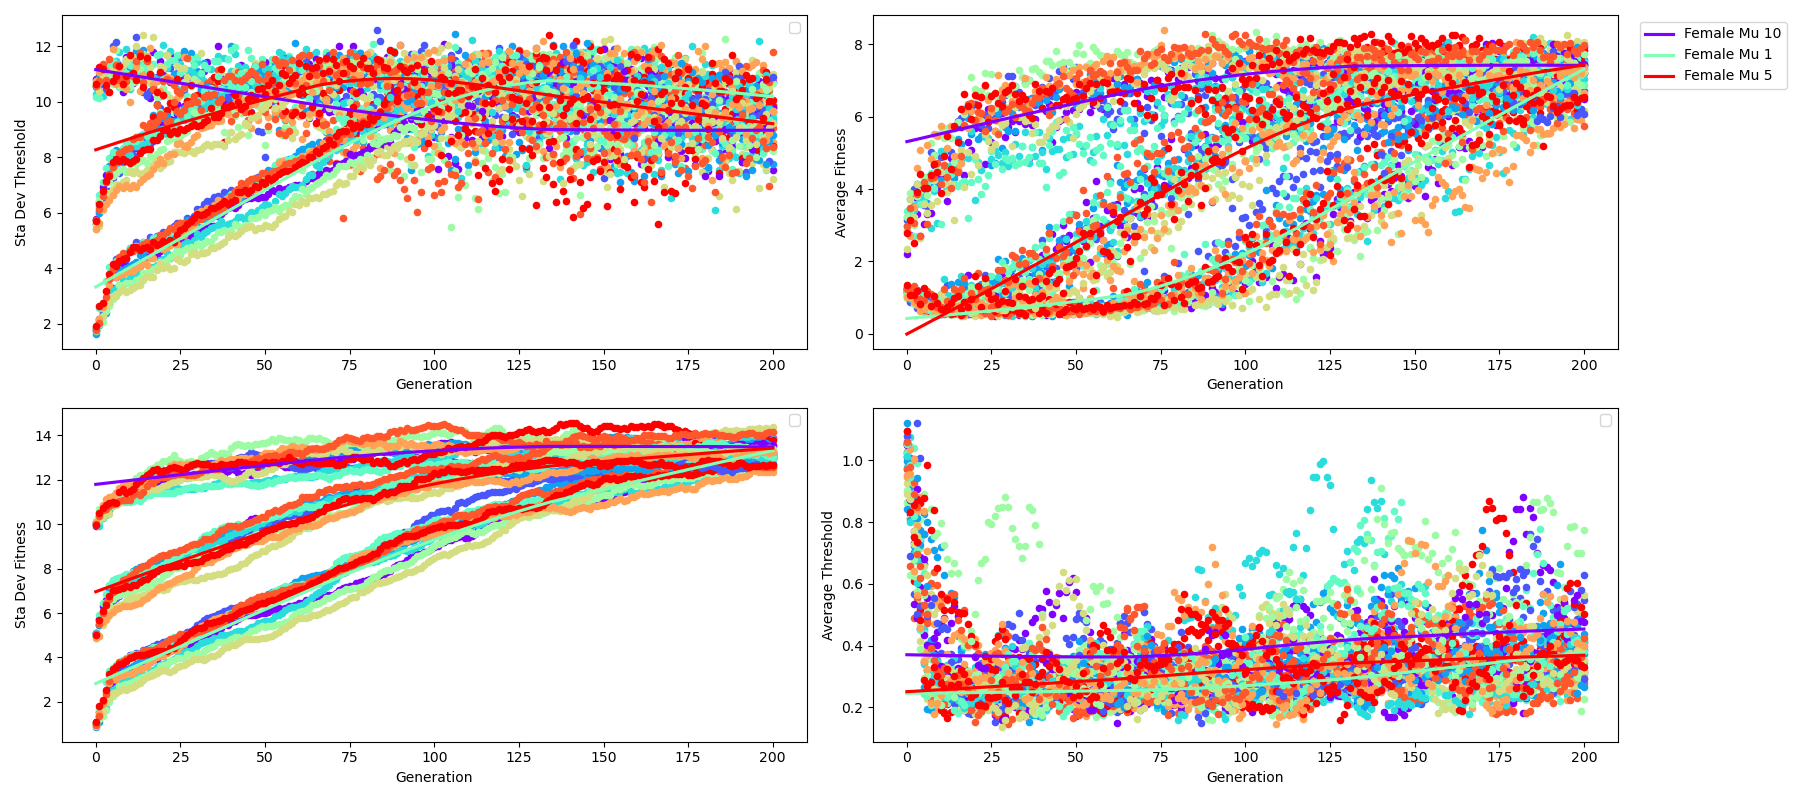 12
10
8
6
4
2
Sta Dev Threshold
0 25 50 75 100 125 150 175 200
Generation
8
6
4
2
0
Average Fitness
0 25 50 75 100 125 150 175 200
Generation
Female Mu 10
Female Mu 1
Female Mu 5
14
12
10
8
6
4
2
Sta Dev Fitness
0 25 50 75 100 125 150 175 200
Generation
1.0
0.8
0.6
0.4
0.2
Average Threshold
0 25 50 75 100 125 150 175 200
Generation